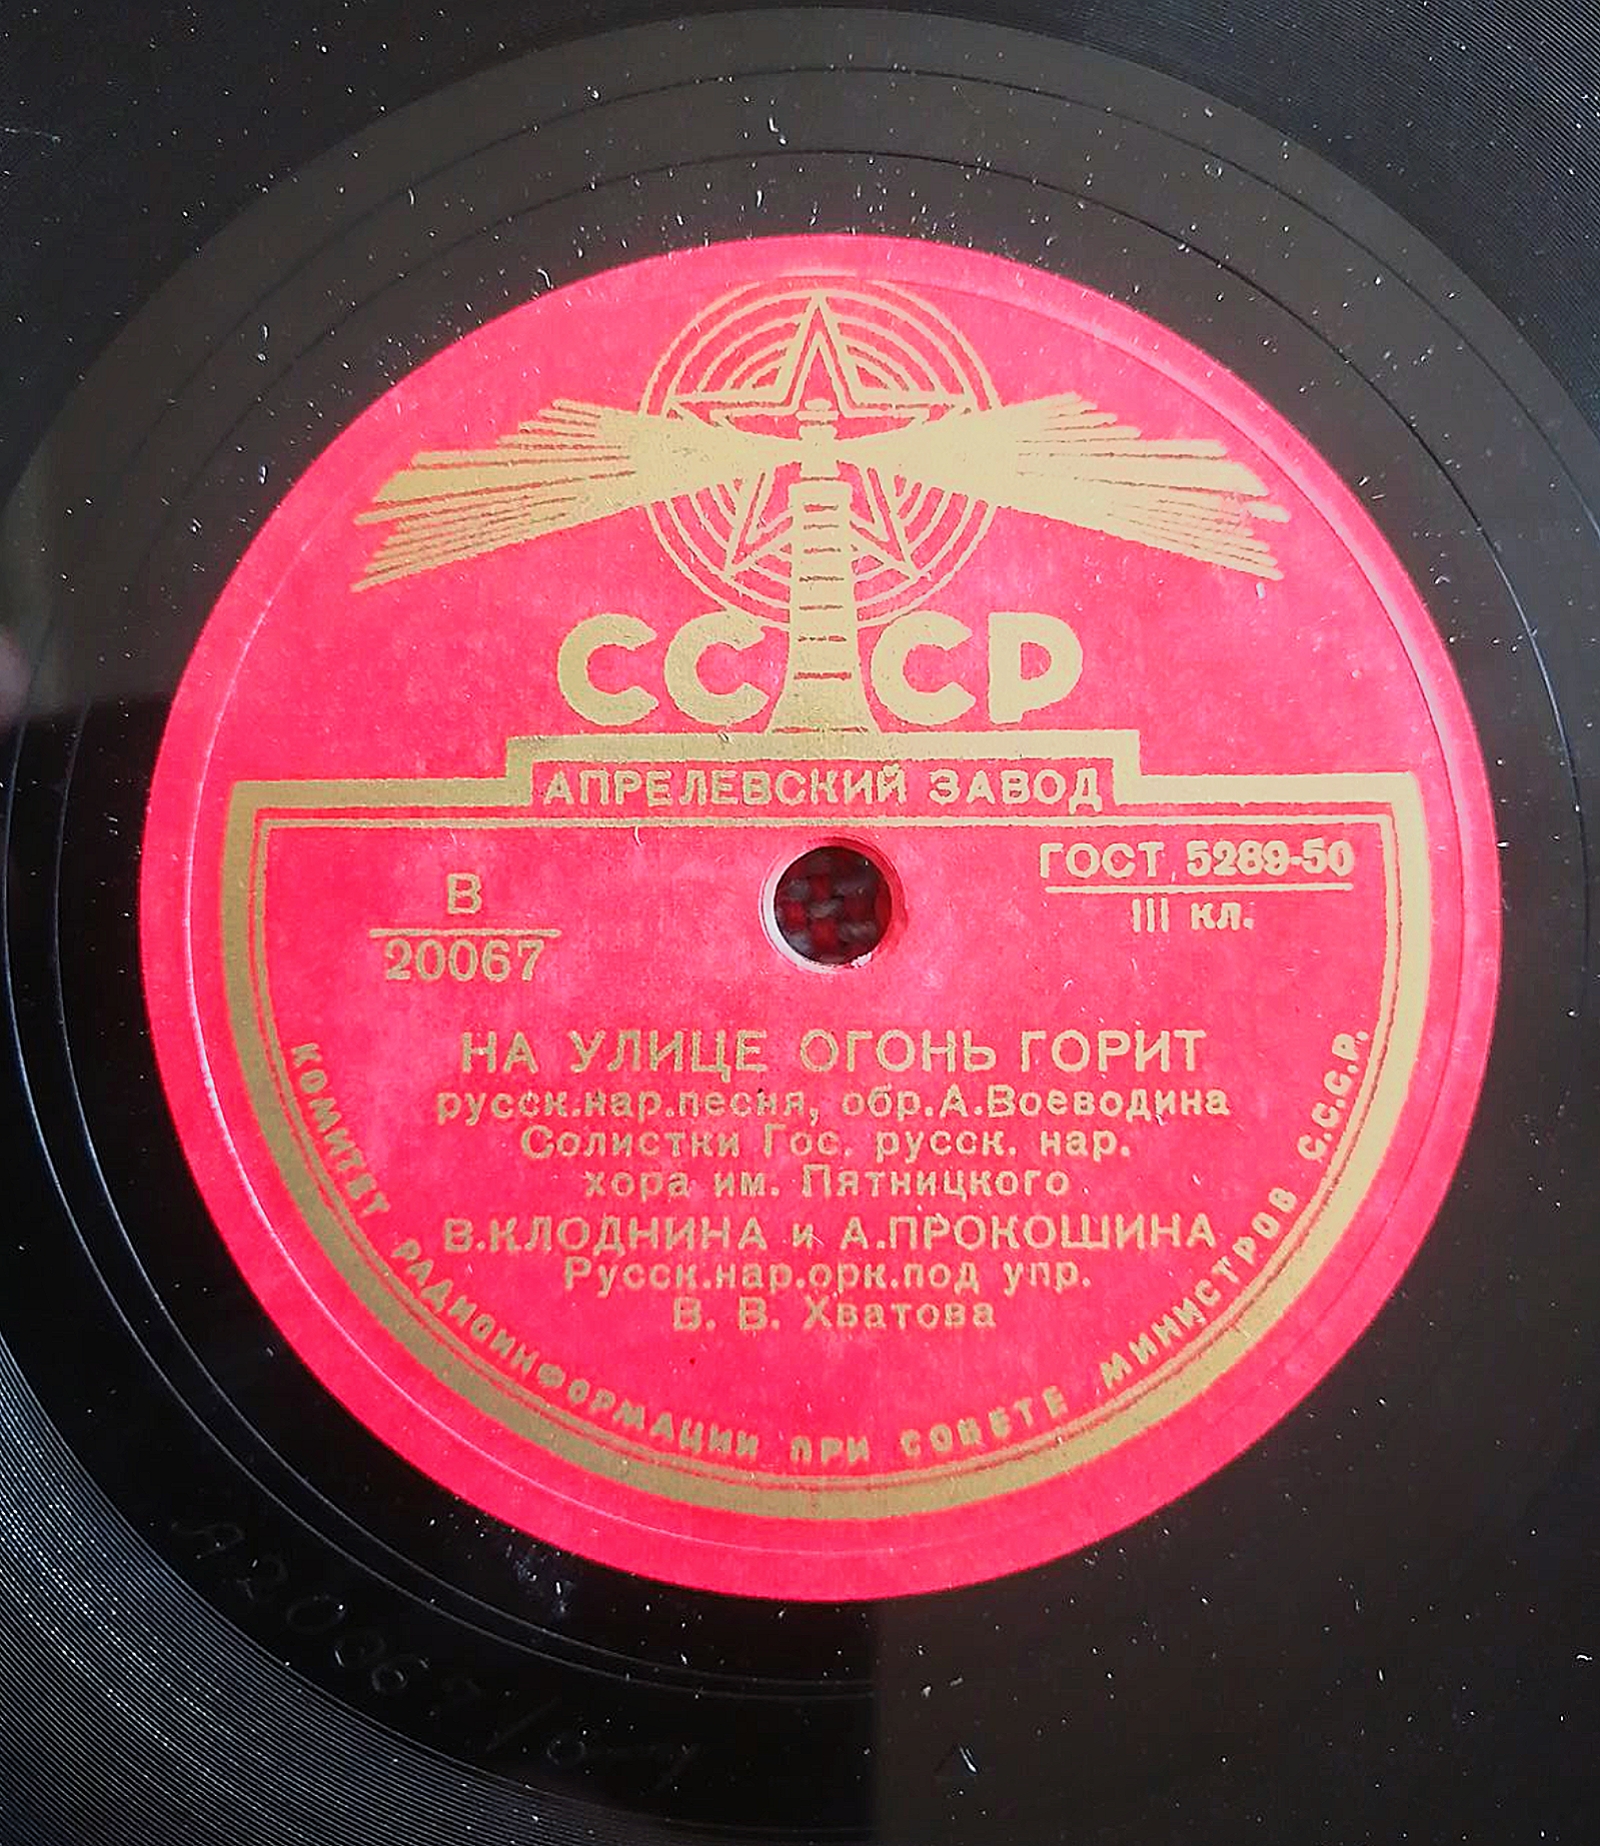 СССР
АПРЕЛЕВСКИЙ ЗАВОД
ГОСТ 5289-50
III кл.
В
20067
НА УЛИЦЕ ОГОНЬ ГОРИТ
русск.нар.песня, обр.А.Воеводина
Солистки Гос. русск. нар.
хора им. Пятницкого
В.КЛОДНИНА и А.ПРОКОШИНА
Русск.нар.орк.под упр.
В. В. Хватова
КОМИТЕТ РАДИОИНФОРМАЦИИ ПРИ СОВЕТЕ МИНИСТРОВ С.С.С.Р.